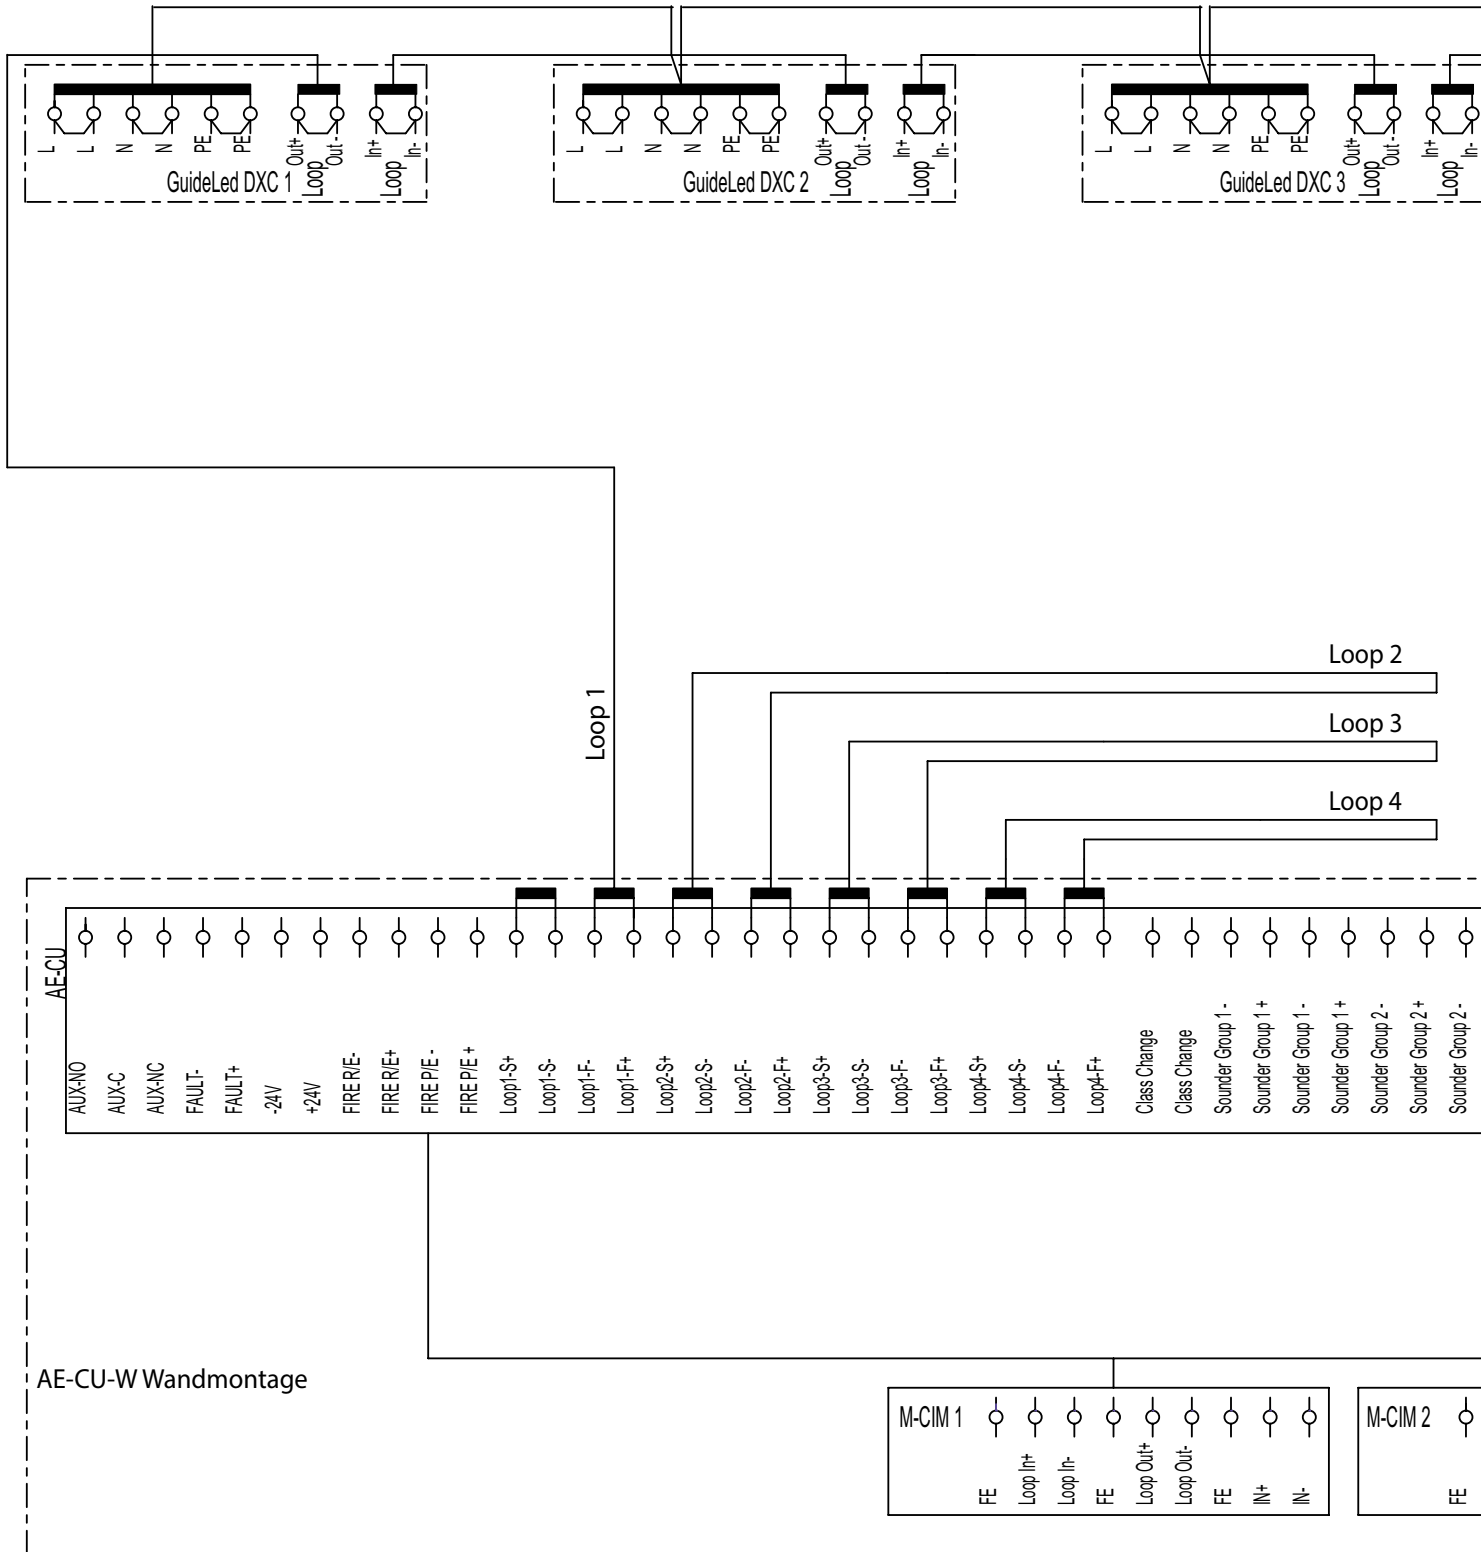 L
L
N
N
PE
PE
Out+
Loop
Out -
In+
Loop
In-
GuideLed DXC 1
L
L
N
N
PE
PE
Out+
Loop
Out -
In+
Loop
In-
GuideLed DXC 2
L
L
N
N
PE
PE
Out+
Loop
Out -
In+
Loop
In-
GuideLed DXC 3
Loop 1
Loop 2
Loop 3
Loop 4
AE-CU
AUX-NO
AUX-C
AUX-NC
FAULT-
FAULT+
-24V
+24V
FIRE R/E-
FIRE R/E+
FIRE P/E -
FIRE P/E +
Loop1-S+
Loop1-S-
Loop1-F-
Loop1-F+
Loop2-S+
Loop2-S-
Loop2-F-
Loop2-F+
Loop3-S+
Loop3-S-
Loop3-F-
Loop3-F+
Loop4-S+
Loop4-S-
Loop4-F-
Loop4-F+
Class Change
Class Change
Sounder Group 1 -
Sounder Group 1 +
Sounder Group 1 -
Sounder Group 1 +
Sounder Group 2 -
Sounder Group 2 +
Sounder Group 2 -
AE-CU-W Wandmontage
M-CIM 1
FE
Loop In+
Loop In-
FE
Loop Out+
Loop Out-
FE
IN+
IN-
M-CIM 2
FE